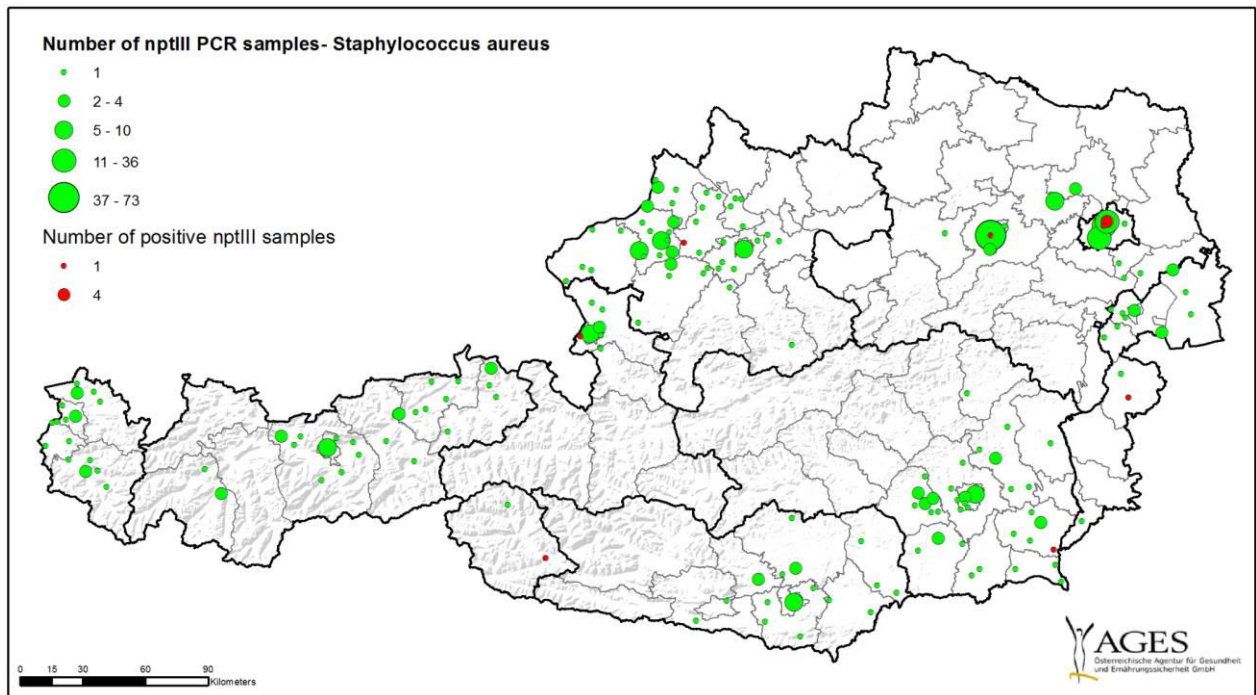 Number of nptIII PCR samples- Staphylococcus aureus
1
2 - 4
5 - 10
11 - 36
37 - 73
Number of positive nptIII samples
1
4
0 15 30 60 90
Kilometers
AGES
Österreichische Agentur für Gesundheit
und Ernährungssicherheit GmbH